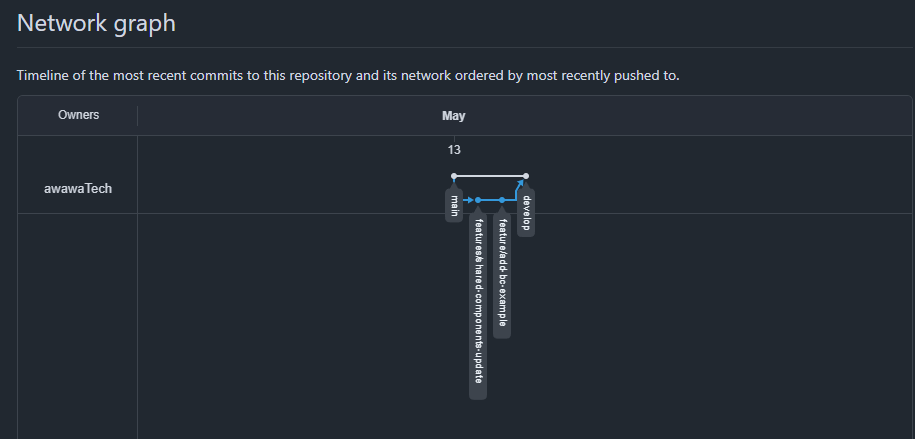 Network graph
Timeline of the most recent commits to this repository and its network ordered by most recently pushed to.
Owners
May
13
awawaTech
main
features/shared-components-update
feature/add-bc-example
develop